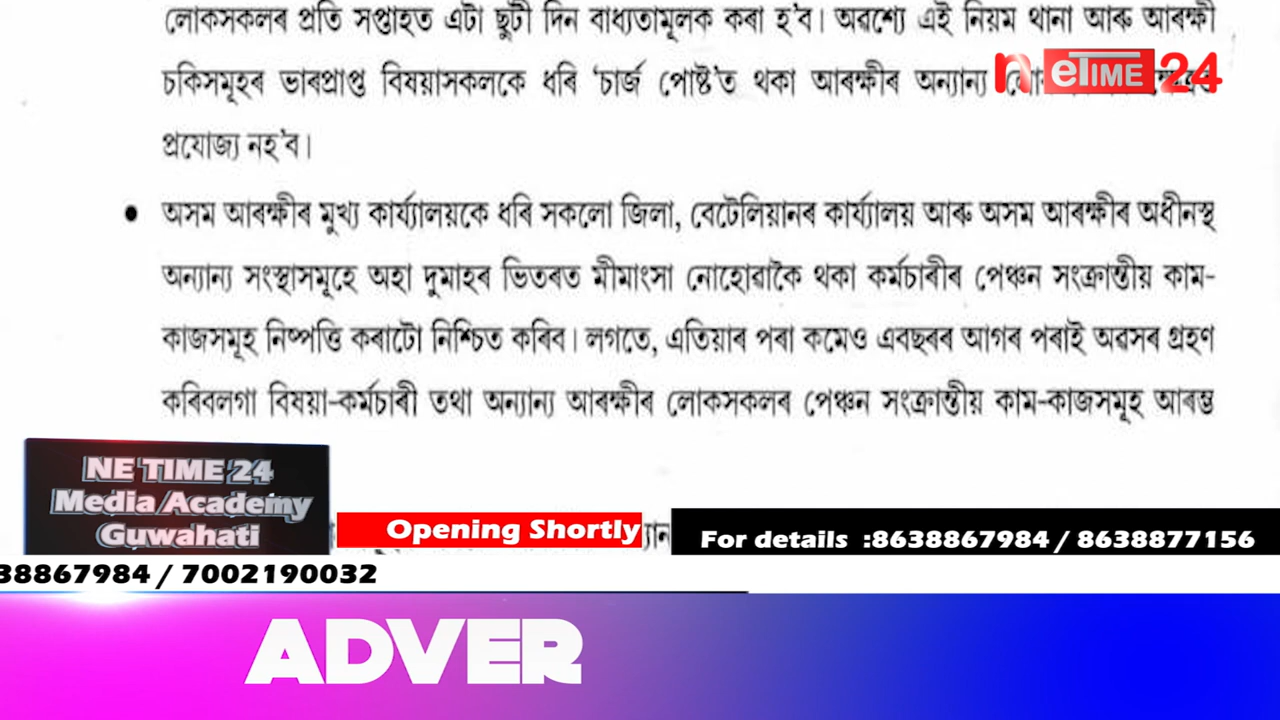 লোকসকলৰ প্ৰতি সপ্তাহত এটা ছুটী দিন বাধ্যতামূলক কৰা হ'ব। অৱশ্যে এই নিয়ম থানা আৰু আৰক্ষী
চকিসমূহৰ ভাৰপ্ৰাপ্ত বিষয়াসকলকে ধৰি 'চাৰ্জ পোষ্ট'ত থকা আৰক্ষীৰ অন্যান্য
NeTIME 24
প্ৰযোজ্য নহ'ব।
• অসম আৰক্ষীৰ মুখ্য কাৰ্য্যালয়কে ধৰি সকলো জিলা, বেটেলিয়ানৰ কাৰ্য্যালয় আৰু অসম আৰক্ষীৰ অধীনস্থ
অন্যান্য সংস্থাসমূহে অহা দুমাহৰ ভিতৰত মীমাংসা নোহোৱাকৈ থকা কৰ্মচাৰীৰ পেঞ্চন সংক্ৰান্তীয় কাম-
কাজসমূহ নিষ্পত্তি কৰাটো নিশ্চিত কৰিব। লগতে, এতিয়াৰ পৰা কমেও এবছৰৰ আগৰ পৰাই অৱসৰ গ্ৰহণ
কৰিবলগা বিষয়া-কৰ্মচাৰী তথা অন্যান্য আৰক্ষীৰ লোকসকলৰ পেঞ্চন সংক্ৰান্তীয় কাম-কাজসমূহ আৰম্ভ
NE TIME 24
Media Academy
Guwahati
Opening Shortly
For details :8638867984 / 8638877156
38867984 / 7002190032
ADVER